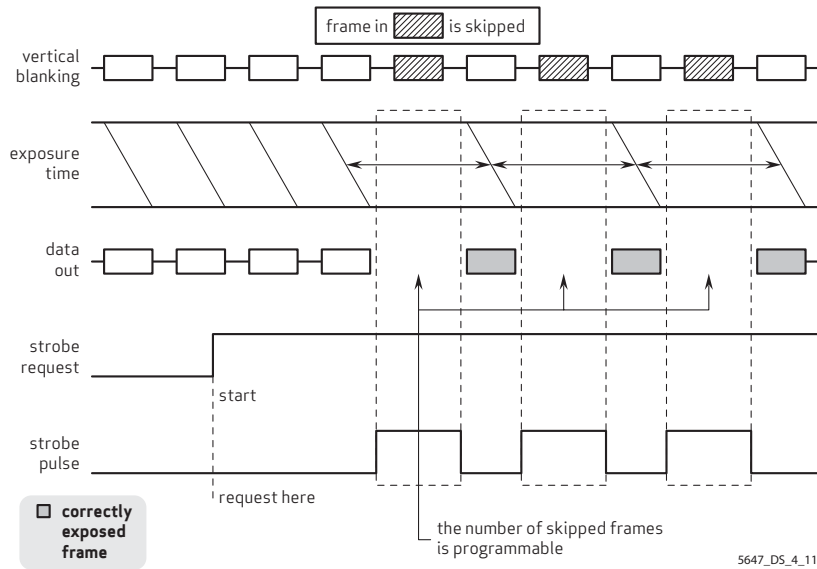 frame in is skipped
vertical
blanking
exposure
time
data
out
strobe
request
start
strobe
pulse
request here
correctly
exposed
frame
the number of skipped frames
is programmable
5647_DS_4_11